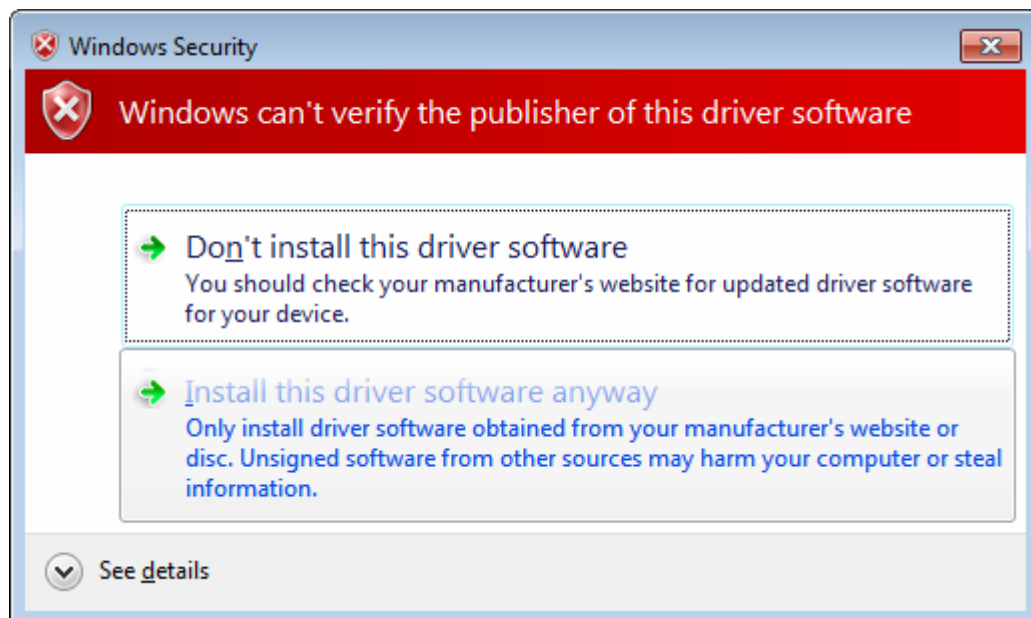 Windows Security
Windows can't verify the publisher of this driver software
Don't install this driver software
You should check your manufacturer's website for updated driver software
for your device.
Install this driver software anyway
Only install driver software obtained from your manufacturer's website or
disc. Unsigned software from other sources may harm your computer or steal
information.
See details